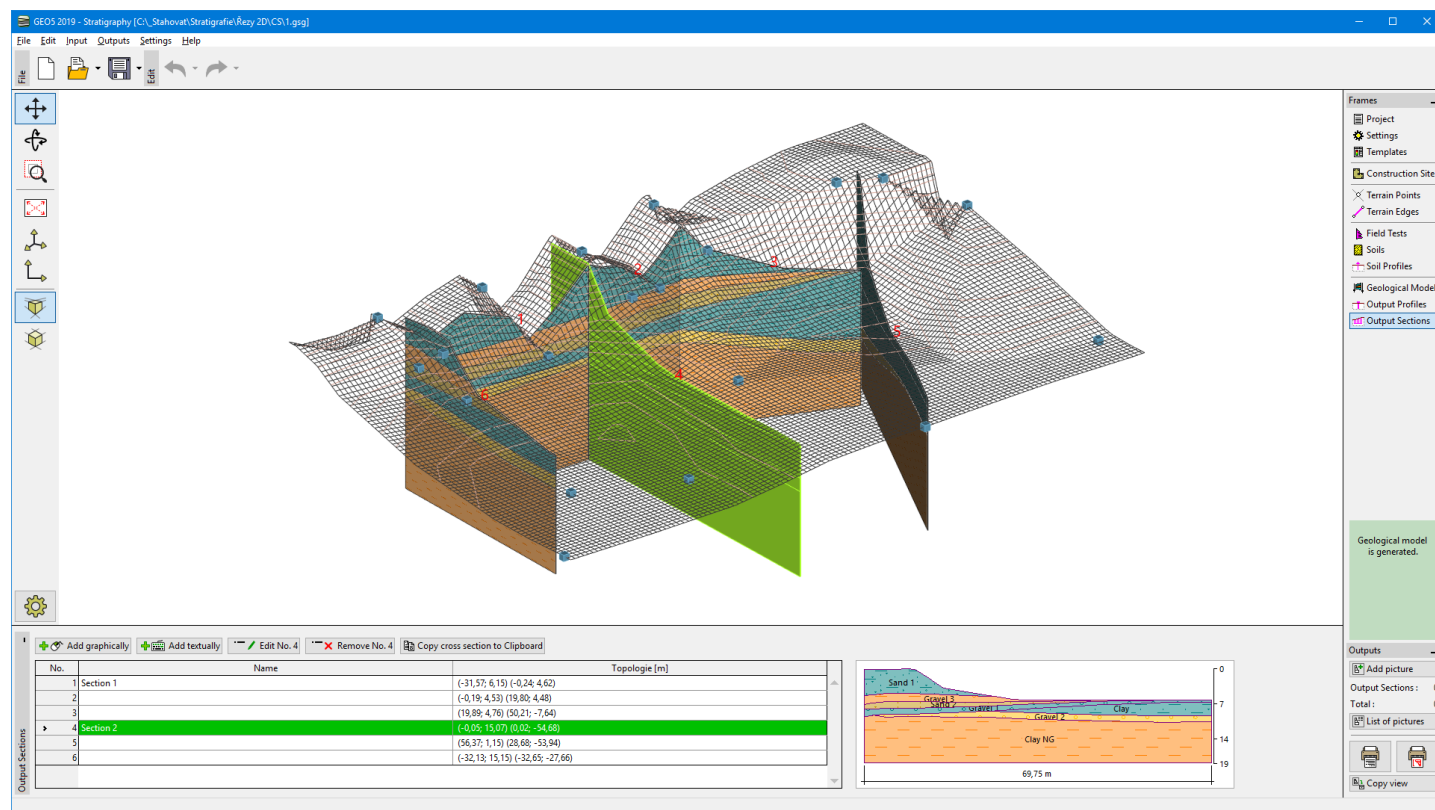 GEO5 2019 - Stratigraphy [C:\_Stahovat\Stratigrafie\Řezy 2D\CS\1.gsg]
File Edit Input Outputs Settings Help
File
Edit
Frames
Project
Settings
Templates
Construction Site
Terrain Points
Terrain Edges
Field Tests
Soils
Soil Profiles
Geological Model
Output Profiles
Output Sections
1
2
3
4
5
6
Geological model
is generated.
Output Sections
Add graphically Add textually Edit No. 4 Remove No. 4 Copy cross section to Clipboard
No. Name Topologie [m]
1 Section 1 (-31,57; 6,15) (-0,24; 4,62)
2 (-0,19; 4,53) (19,80; 4,48)
3 (19,89; 4,76) (50,21; -7,64)
4 Section 2 (-0,05; 15,07) (0,02; -54,68)
5 (56,37; 1,15) (28,68; -53,94)
6 (-32,13; 15,15) (-32,65; -27,66)
Sand 1
Gravel 3
Sand 2
Gravel 1
Clay
Gravel 2
Clay NG
0
7
14
19
69,75 m
Outputs
Add picture
Output Sections :
Total :
List of pictures
Copy view